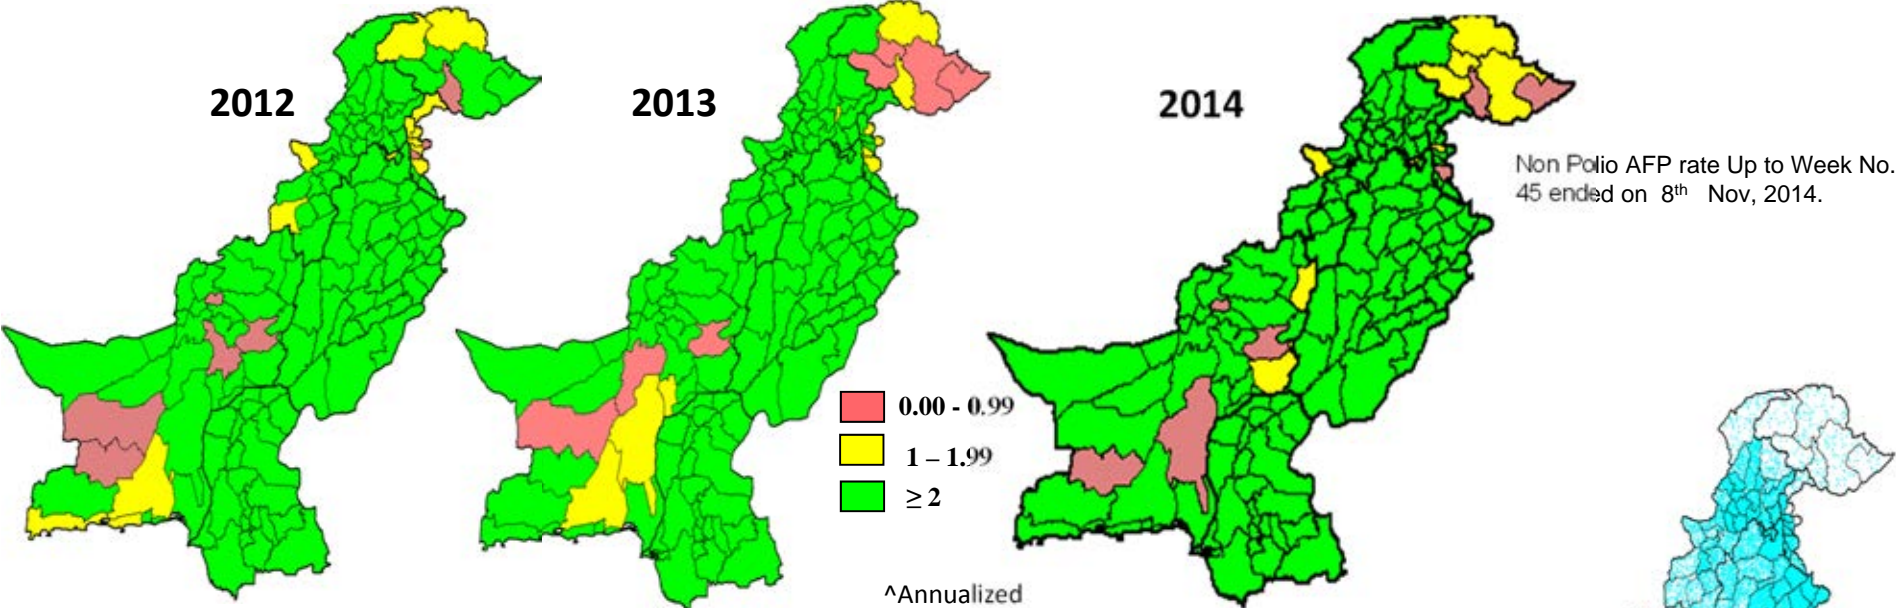 2012
2013
2014
Non Polio AFP rate Up to Week No.
45 ended on 8th Nov, 2014.
0.00 - 0.99
1 – 1.99
≥ 2
^Annualized